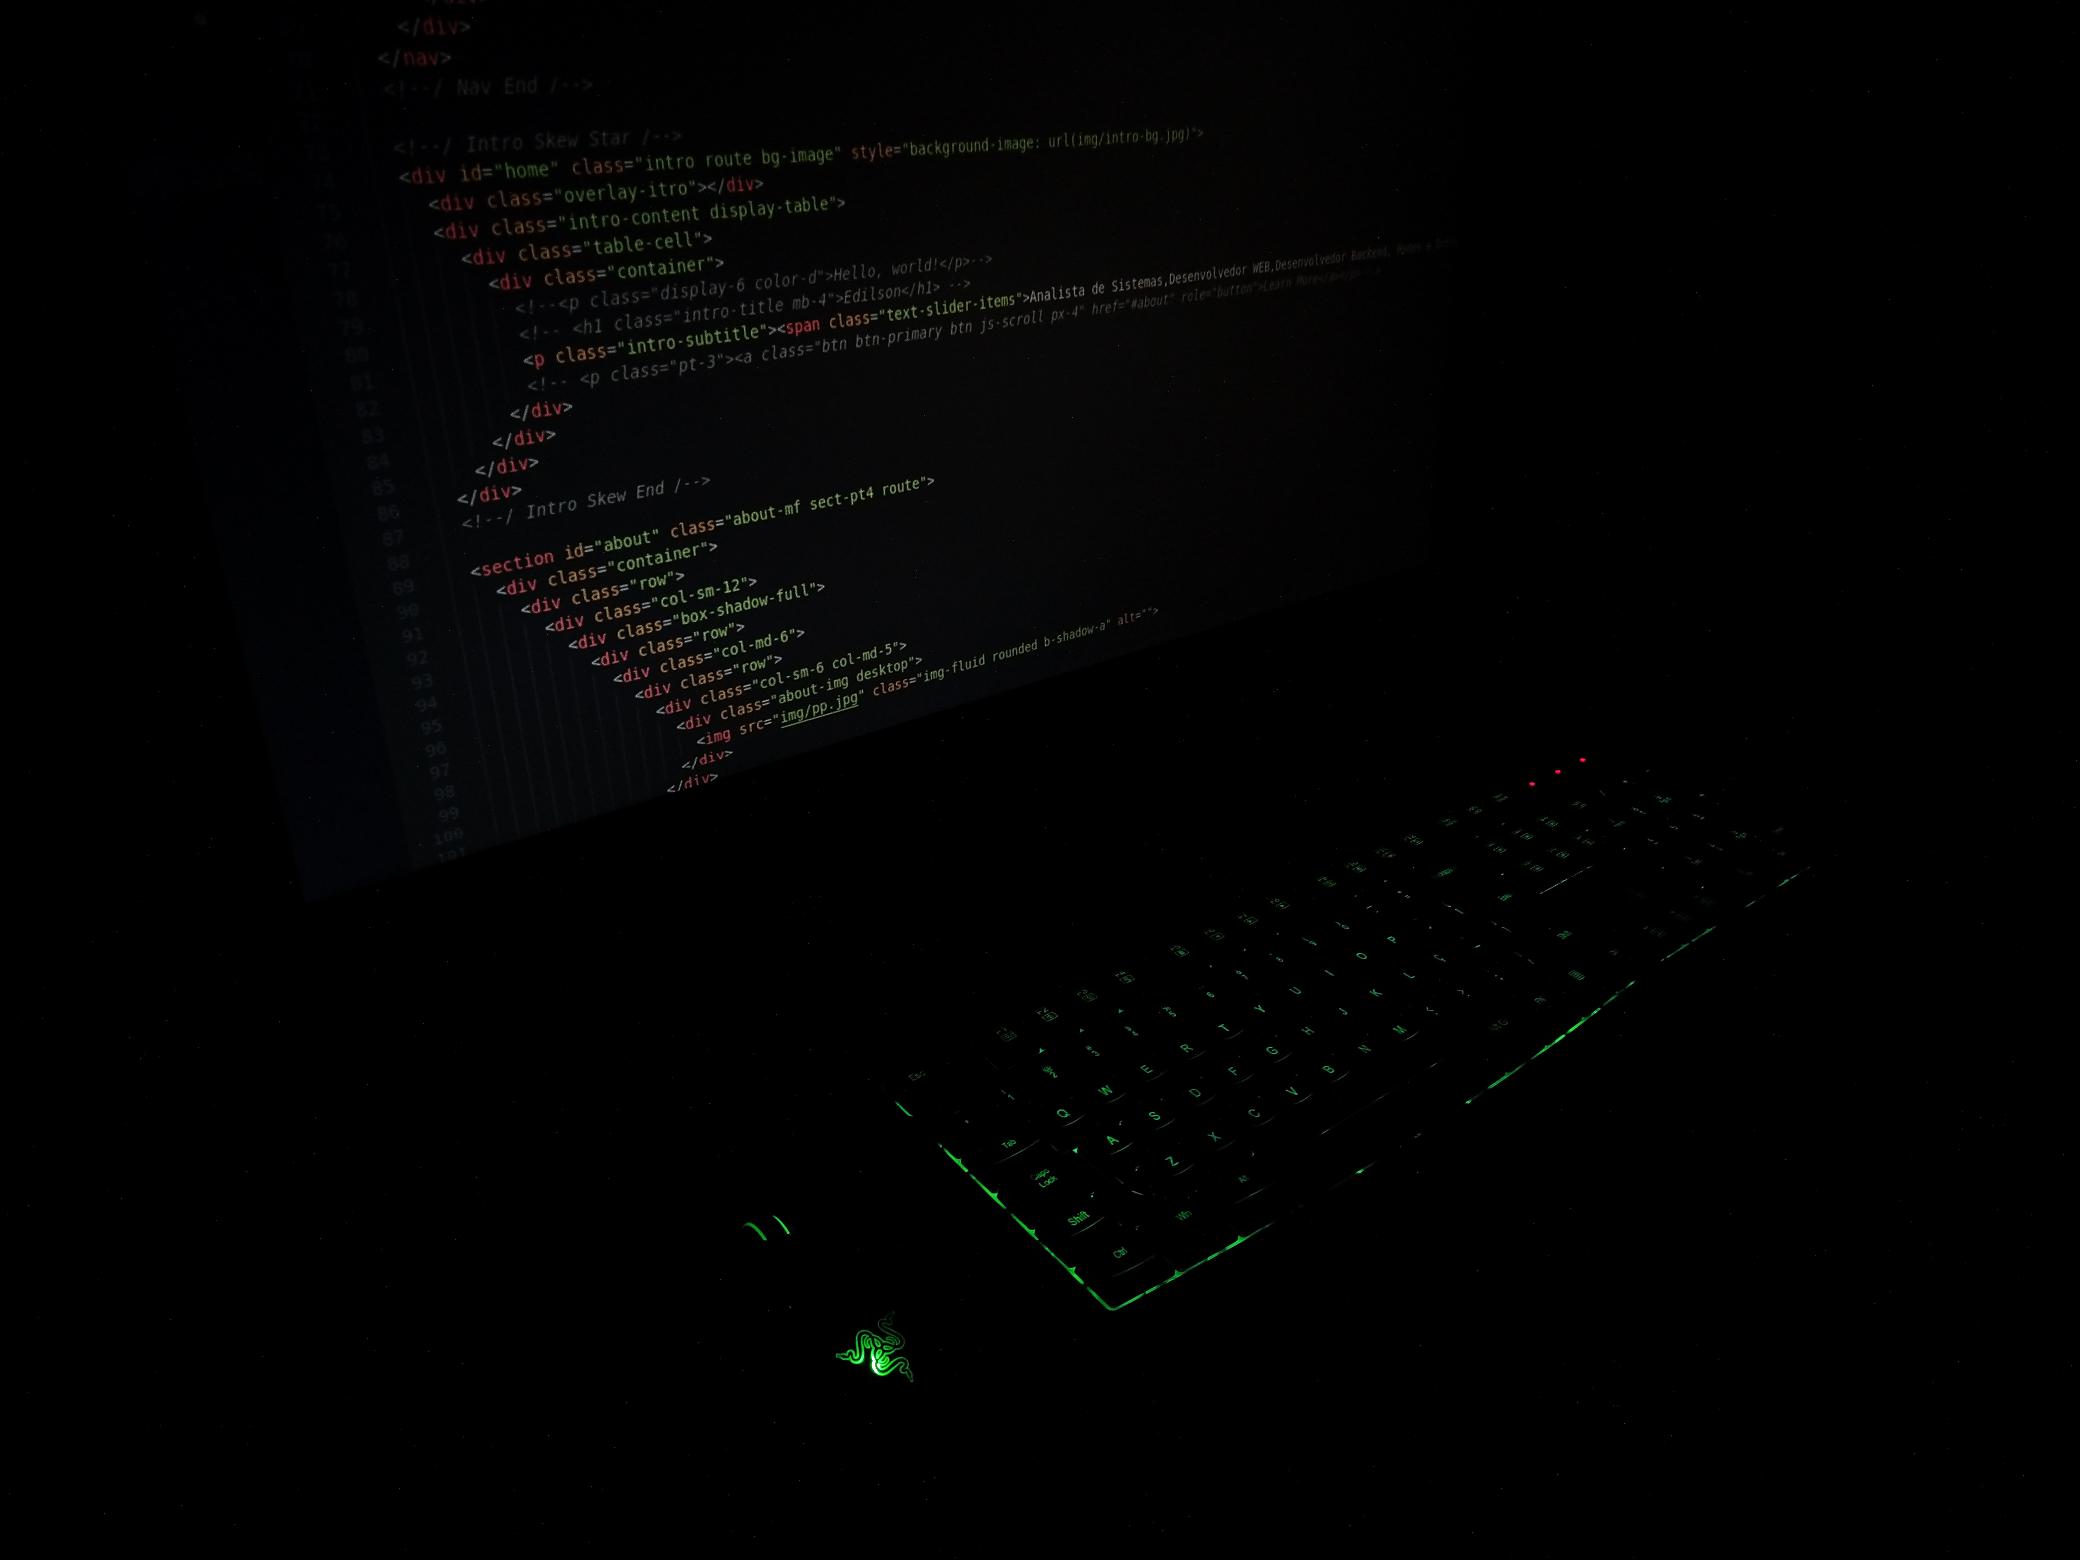 </div>
</nav>
<!--/ Nav End /-->
<!--/ Intro Skew Star /-->
<div id="home" class="intro route bg-image" style="background-image: url(img/intro-bg.jpg)">
<div class="overlay-itro"></div>
<div class="intro-content display-table">
<div class="table-cell">
<div class="container">
<!--<p class="display-6 color-d">Hello, world!</p>-->
<!-- <h1 class="intro-title mb-4">Edilson</h1> -->
<p class="intro-subtitle"><span class="text-slider-items">Analista de Sistemas,Desenvolvedor WEB,Desenvolvedor Backend,
<!-- <p class="pt-3"><a class="btn btn-primary btn js-scroll px-4" href="#about" role="button">Learn More</a></p>-->
</div>
</div>
</div>
</div>
<!--/ Intro Skew End /-->
<section id="about" class="about-mf sect-pt4 route">
<div class="container">
<div class="row">
<div class="col-sm-12">
<div class="box-shadow-full">
<div class="row">
<div class="col-md-6">
<div class="row">
<div class="col-sm-6 col-md-5">
<div class="about-img desktop">
<img src="img/pp.jpg" class="img-fluid rounded b-shadow-a" alt="">
</div>
</div>
75
76
77
78
79
80
81
82
83
84
85
86
87
88
89
90
91
92
93
94
95
96
97
98
99
100
101
Esc
Tab Q W E R T Y U I O P
Caps Lock A S D F G H J K L Ç
Shift Z X C V B N M
Ctrl Win Alt